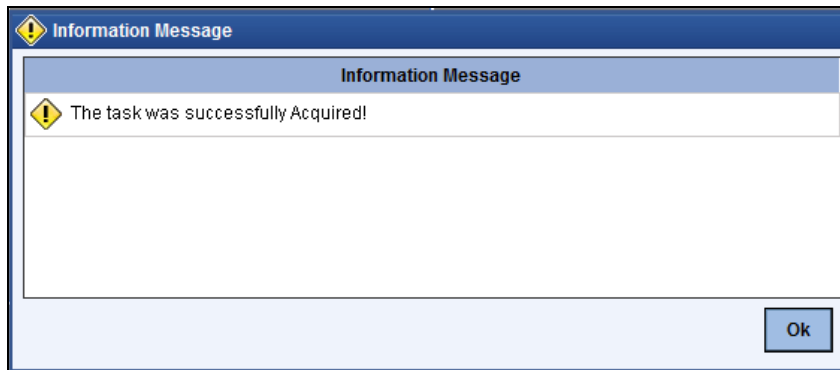 Information Message
Information Message
The task was successfully Acquired!
Ok